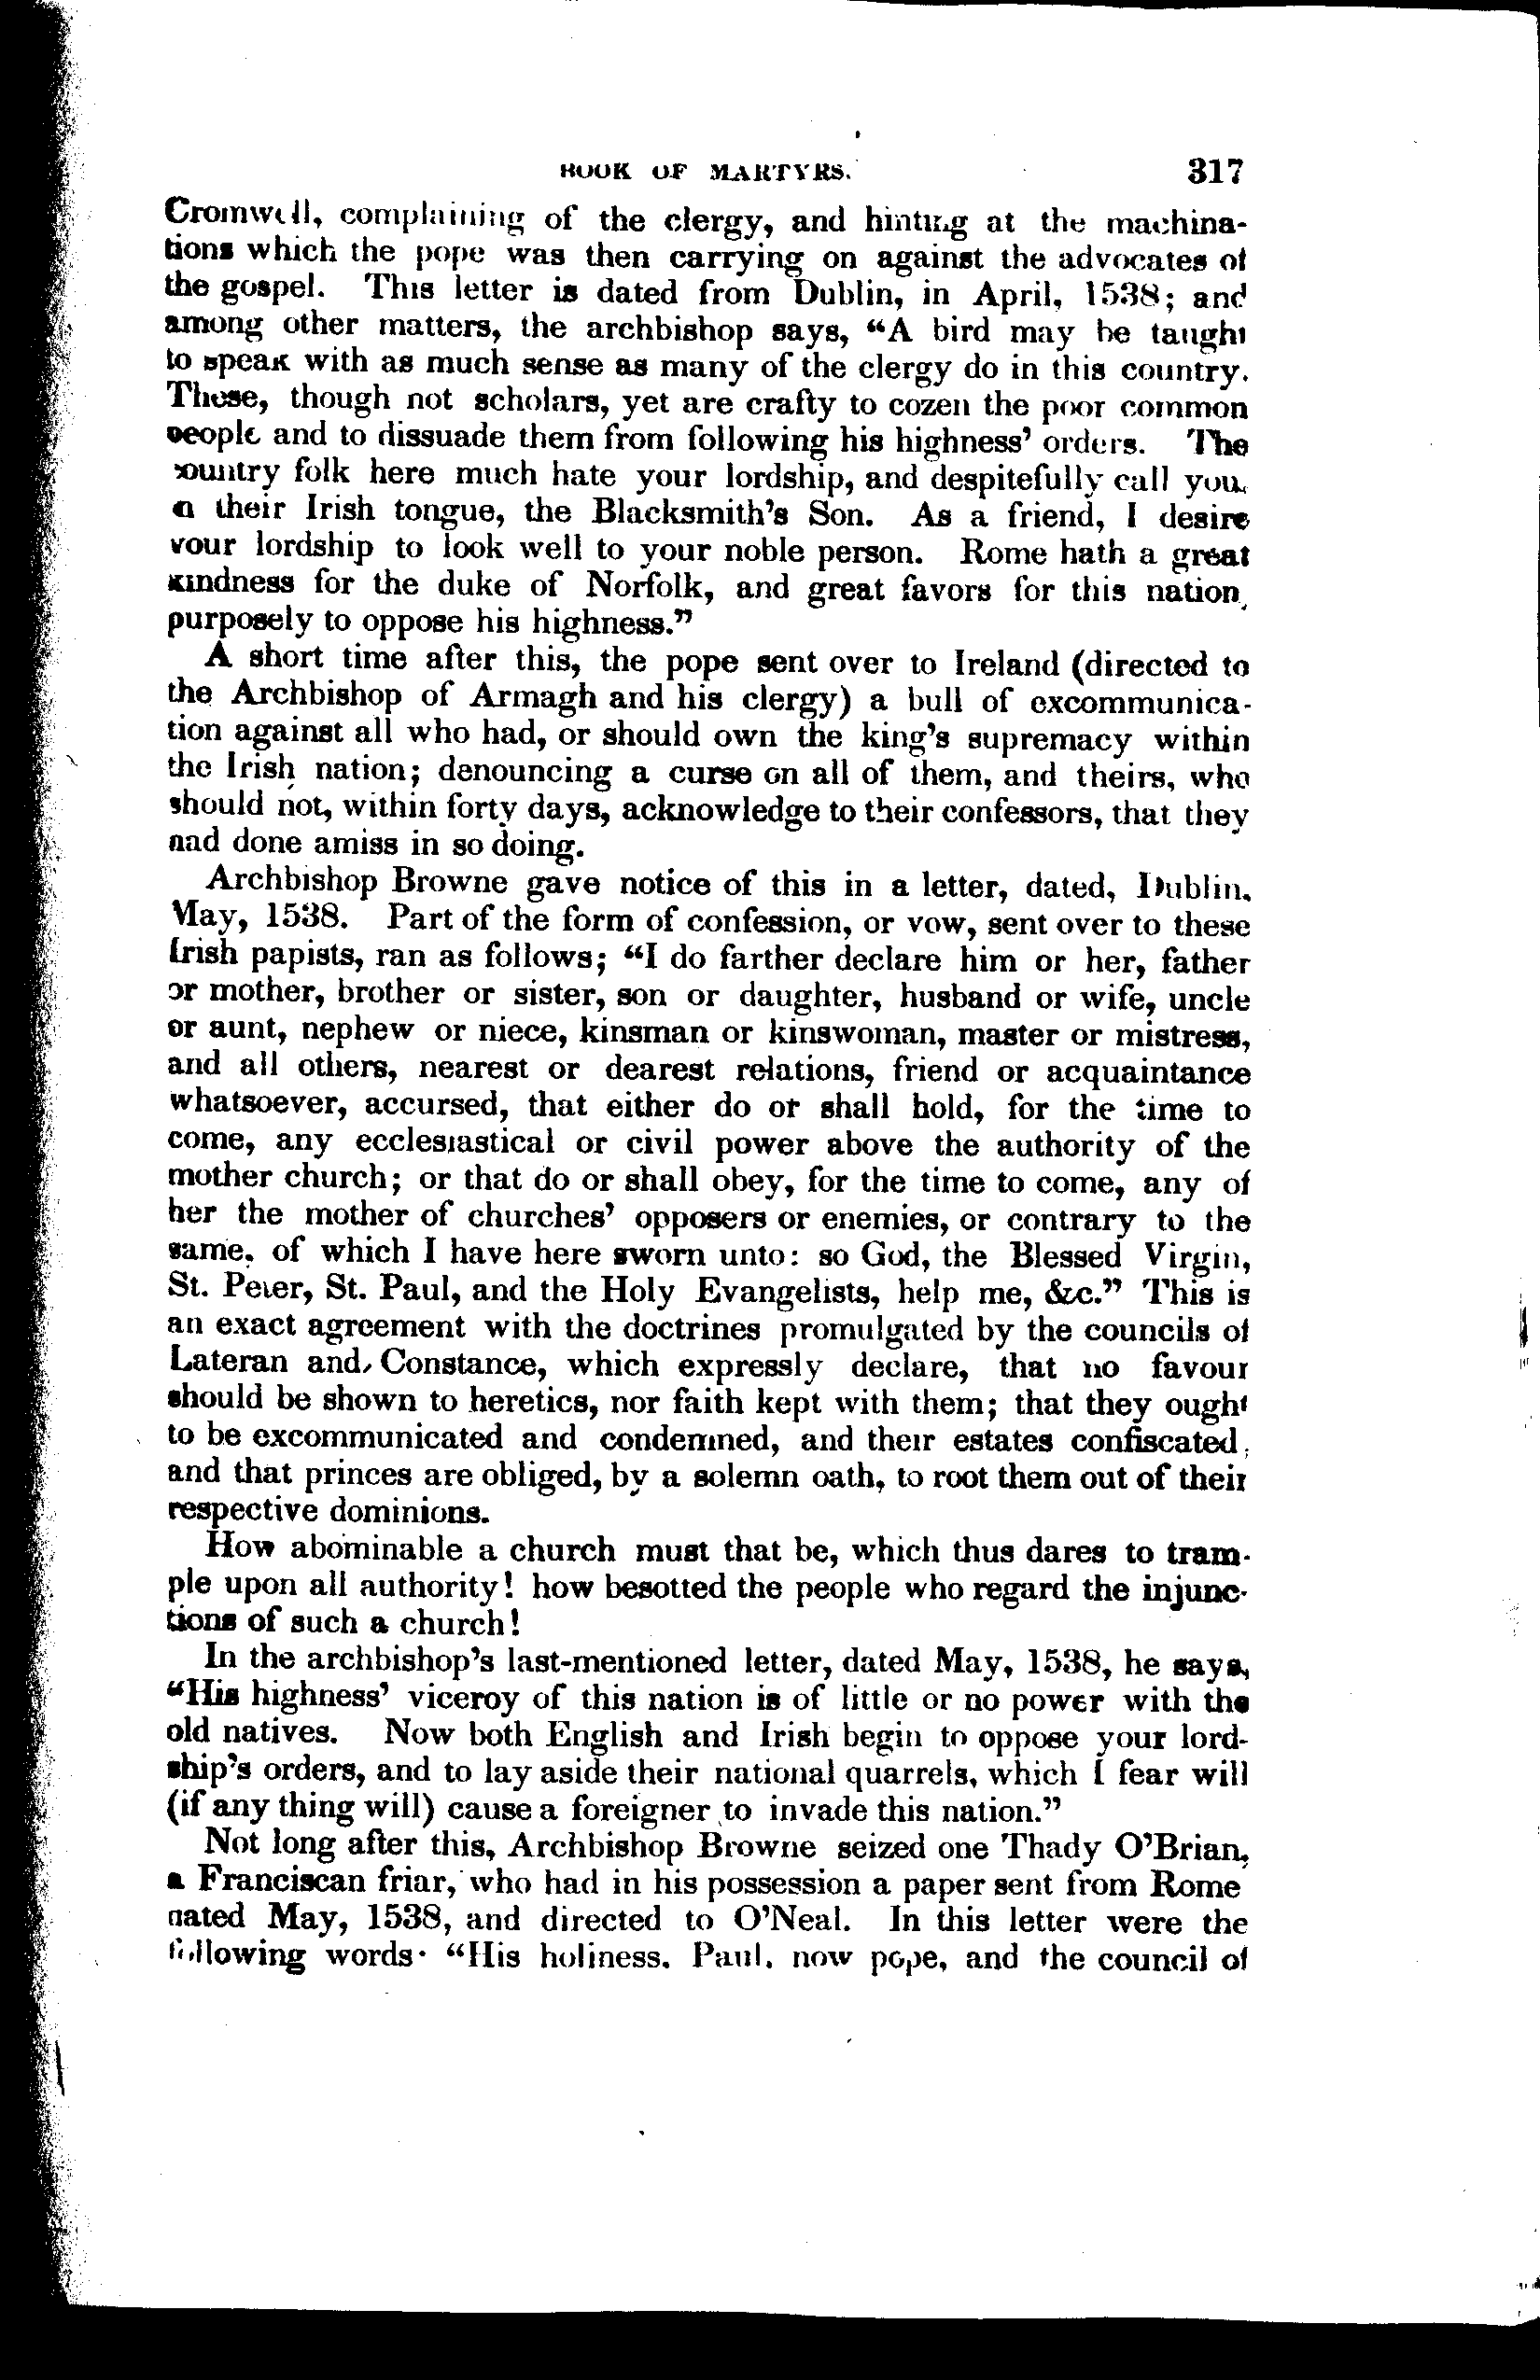 BOOK OF MARTYRS. 317
Cromwell, complaining of the clergy, and hinting at the machina-
tions which the pope was then carrying on against the advocates of
the gospel. This letter is dated from Dublin, in April, 1538; and
among other matters, the archbishop says, “A bird may be taught
to speak with as much sense as many of the clergy do in this country.
These, though not scholars, yet are crafty to cozen the poor common
people and to dissuade them from following his highness’ orders. The
country folk here much hate your lordship, and despitefully call you,
in their Irish tongue, the Blacksmith’s Son. As a friend, I desire
your lordship to look well to your noble person. Rome hath a great
kindness for the duke of Norfolk, and great favors for this nation,
purposely to oppose his highness.”
A short time after this, the pope sent over to Ireland (directed to
the Archbishop of Armagh and his clergy) a bull of excommunica-
tion against all who had, or should own the king’s supremacy within
the Irish nation; denouncing a curse on all of them, and theirs, who
should not, within forty days, acknowledge to their confessors, that they
had done amiss in so doing.
Archbishop Browne gave notice of this in a letter, dated, Dublin,
May, 1538. Part of the form of confession, or vow, sent over to these
Irish papists, ran as follows; “I do farther declare him or her, father
or mother, brother or sister, son or daughter, husband or wife, uncle
or aunt, nephew or niece, kinsman or kinswoman, master or mistress,
and all others, nearest or dearest relations, friend or acquaintance
whatsoever, accursed, that either do or shall hold, for the time to
come, any ecclesiastical or civil power above the authority of the
mother church; or that do or shall obey, for the time to come, any of
her the mother of churches’ opposers or enemies, or contrary to the
same, of which I have here sworn unto: so God, the Blessed Virgin,
St. Peter, St. Paul, and the Holy Evangelists, help me, &c.” This is
an exact agreement with the doctrines promulgated by the councils of
Lateran and Constance, which expressly declare, that no favour
should be shown to heretics, nor faith kept with them; that they ought
to be excommunicated and condemned, and their estates confiscated;
and that princes are obliged, by a solemn oath, to root them out of their
respective dominions.
How abominable a church must that be, which thus dares to tram-
ple upon all authority! how besotted the people who regard the injunc-
tions of such a church!
In the archbishop’s last-mentioned letter, dated May, 1538, he says,
“His highness’ viceroy of this nation is of little or no power with the
old natives. Now both English and Irish begin to oppose your lord-
ship’s orders, and to lay aside their national quarrels, which I fear will
(if any thing will) cause a foreigner to invade this nation.”
Not long after this, Archbishop Browne seized one Thady O’Brian,
a Franciscan friar, who had in his possession a paper sent from Rome
dated May, 1538, and directed to O’Neal. In this letter were the
following words: “His holiness, Paul, now pope, and the council of